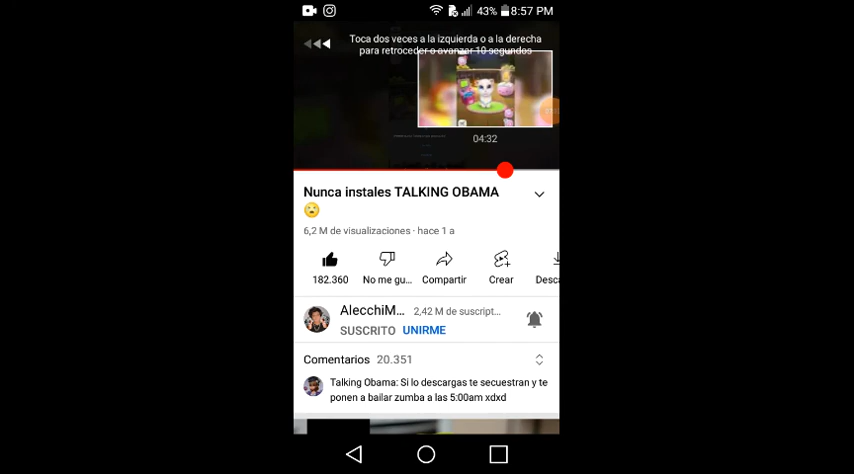 43% 8:57 PM
Toca dos veces a la izquierda o a la derecha
para retroceder o avanzar 10 segundos
04:32
Nunca instales TALKING OBAMA
6,2 M de visualizaciones · hace 1 a
182.360 No me gu... Compartir Crear Desca
AlecchiM... 2,42 M de suscript...
SUSCRITO UNIRME
Comentarios 20.351
Talking Obama: Si lo descargas te secuestran y te
ponen a bailar zumba a las 5:00am xdxd